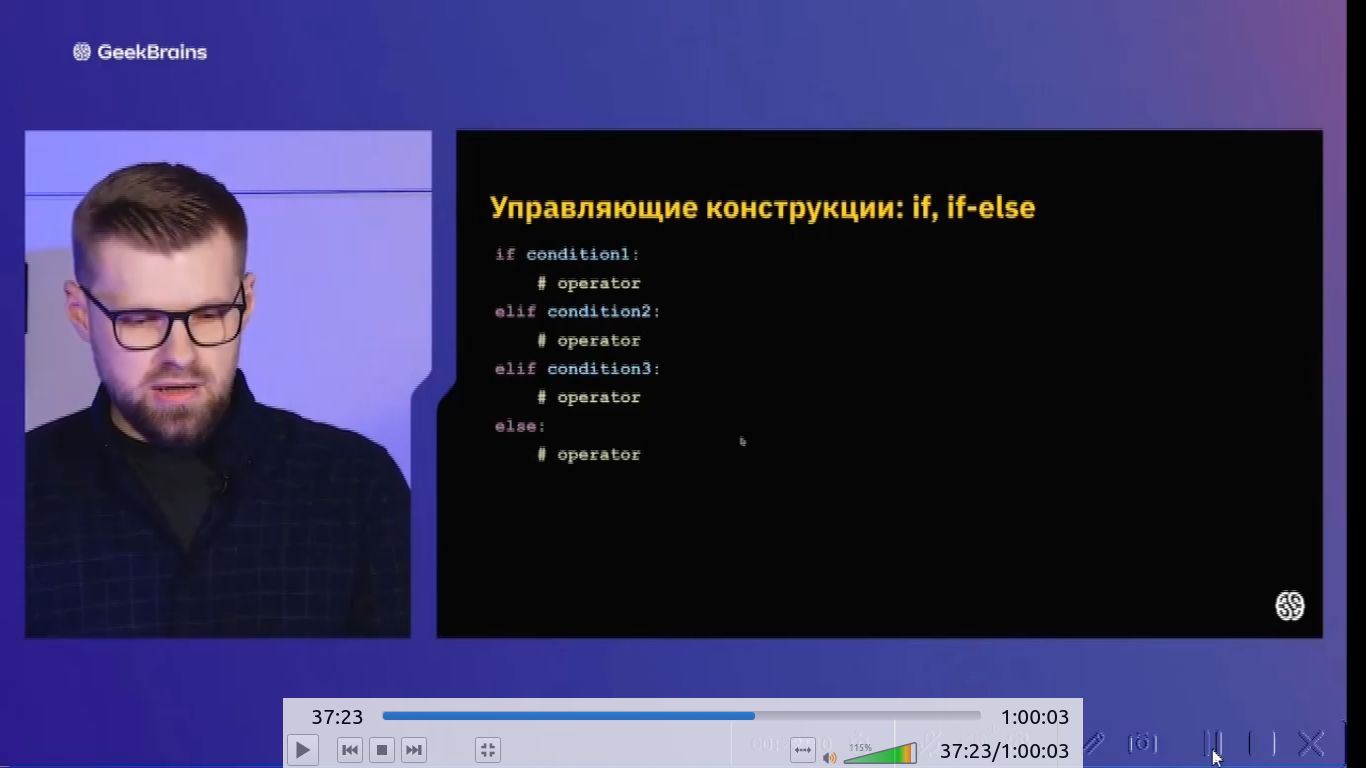 GeekBrains
Управляющие конструкции: if, if-else
if condition1:
# operator
elif condition2:
# operator
elif condition3:
# operator
else:
# operator
37:23
1:00:03
115%
37:23/1:00:03